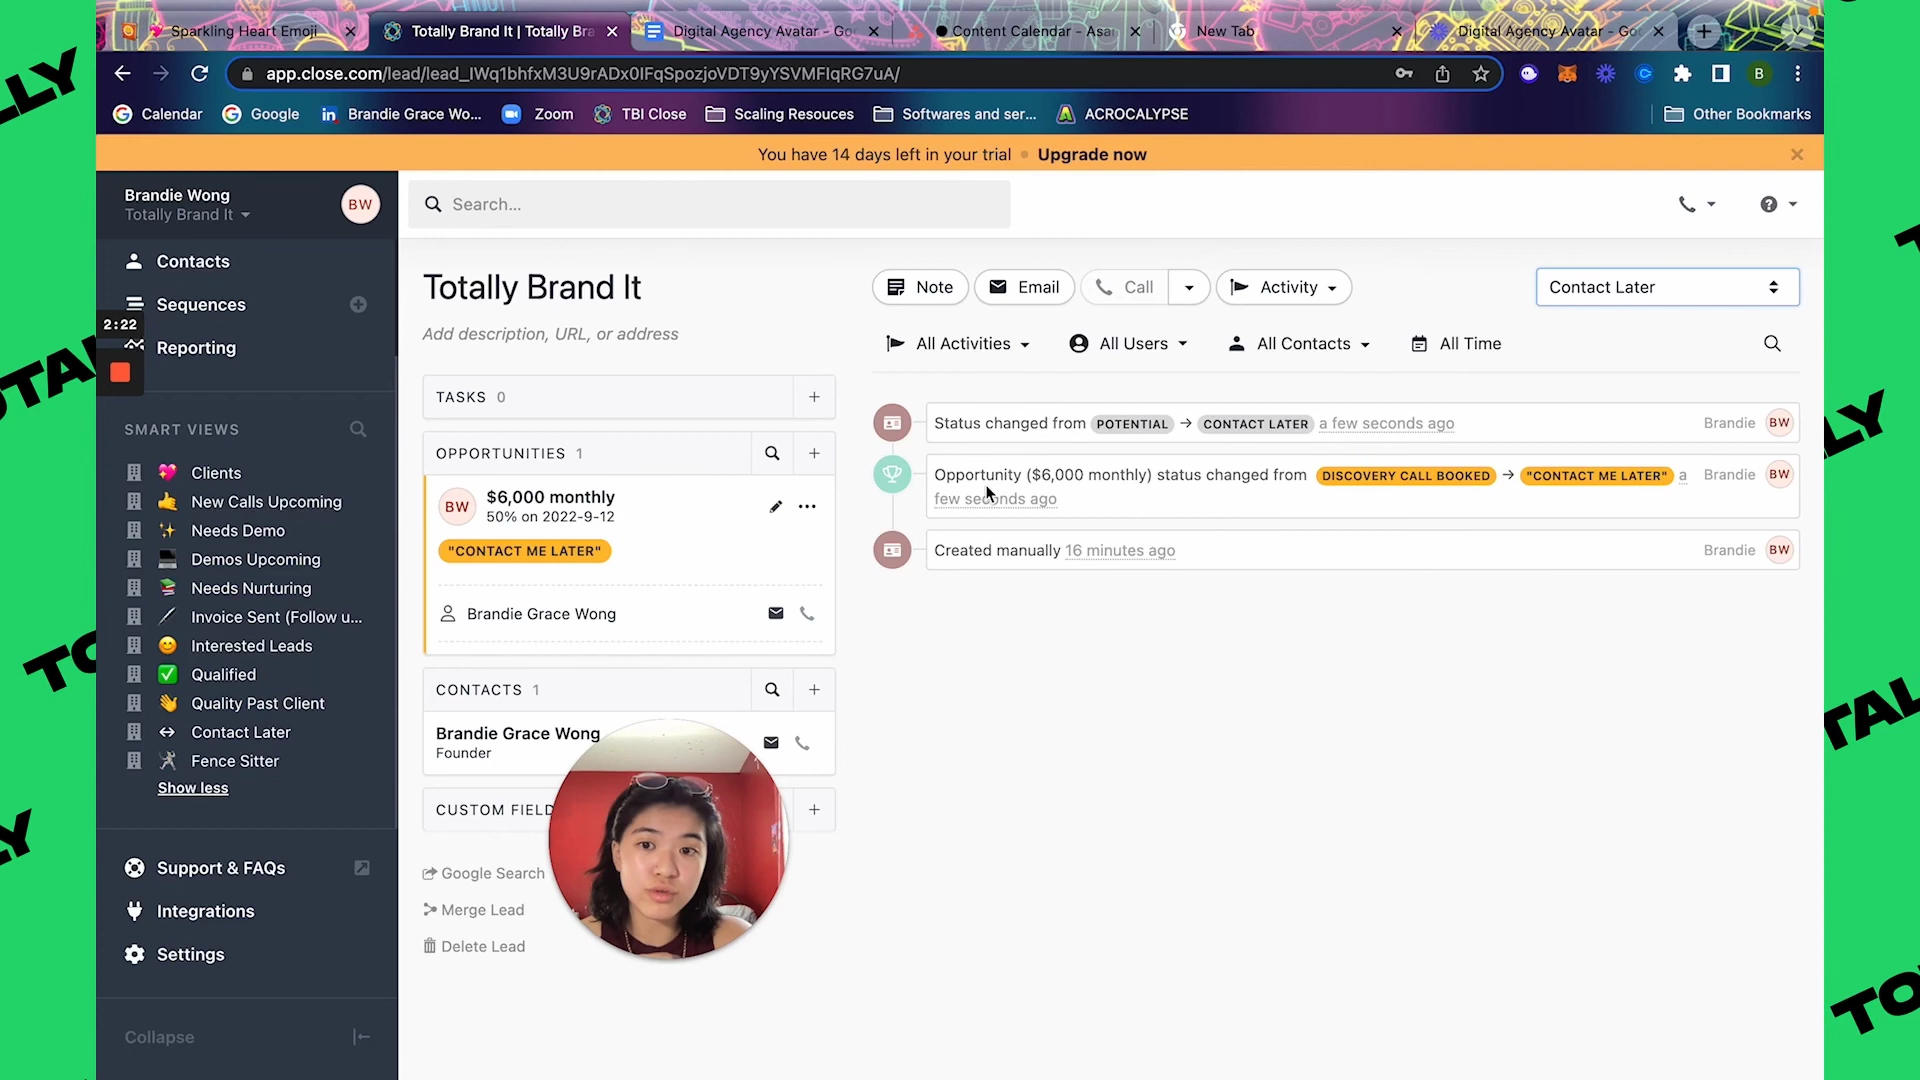 Sparkling Heart Emoji
Totally Brand It | Totally Bra
Digital Agency Avatar - Goo
Content Calendar - Asan
New Tab
Digital Agency Avatar - Goo
app.close.com/lead/lead_IWq1bhfxM3U9rADx0IFqSpozjoVDT9yYSVMFIqRG7uA/
B
Calendar
Google
Brandie Grace Wo...
Zoom
TBI Close
Scaling Resouces
Softwares and ser...
ACROCALYPSE
Other Bookmarks
You have 14 days left in your trial
Upgrade now
Brandie Wong
Totally Brand It
BW
Search...
Contacts
Sequences
2:22
Reporting
SMART VIEWS
Clients
New Calls Upcoming
Needs Demo
Demos Upcoming
Needs Nurturing
Invoice Sent (Follow u...
Interested Leads
Qualified
Quality Past Client
Contact Later
Fence Sitter
Show less
Support & FAQs
Integrations
Settings
Collapse
Totally Brand It
Add description, URL, or address
TASKS 0
OPPORTUNITIES 1
BW
$6,000 monthly
50% on 2022-9-12
"CONTACT ME LATER"
Brandie Grace Wong
CONTACTS 1
Brandie Grace Wong
Founder
CUSTOM FIELD
Google Search
Merge Lead
Delete Lead
Note
Email
Call
Activity
Contact Later
All Activities
All Users
All Contacts
All Time
Status changed from POTENTIAL → CONTACT LATER a few seconds ago
Brandie BW
Opportunity ($6,000 monthly) status changed from DISCOVERY CALL BOOKED → "CONTACT ME LATER" a
few seconds ago
Brandie BW
Created manually 16 minutes ago
Brandie BW